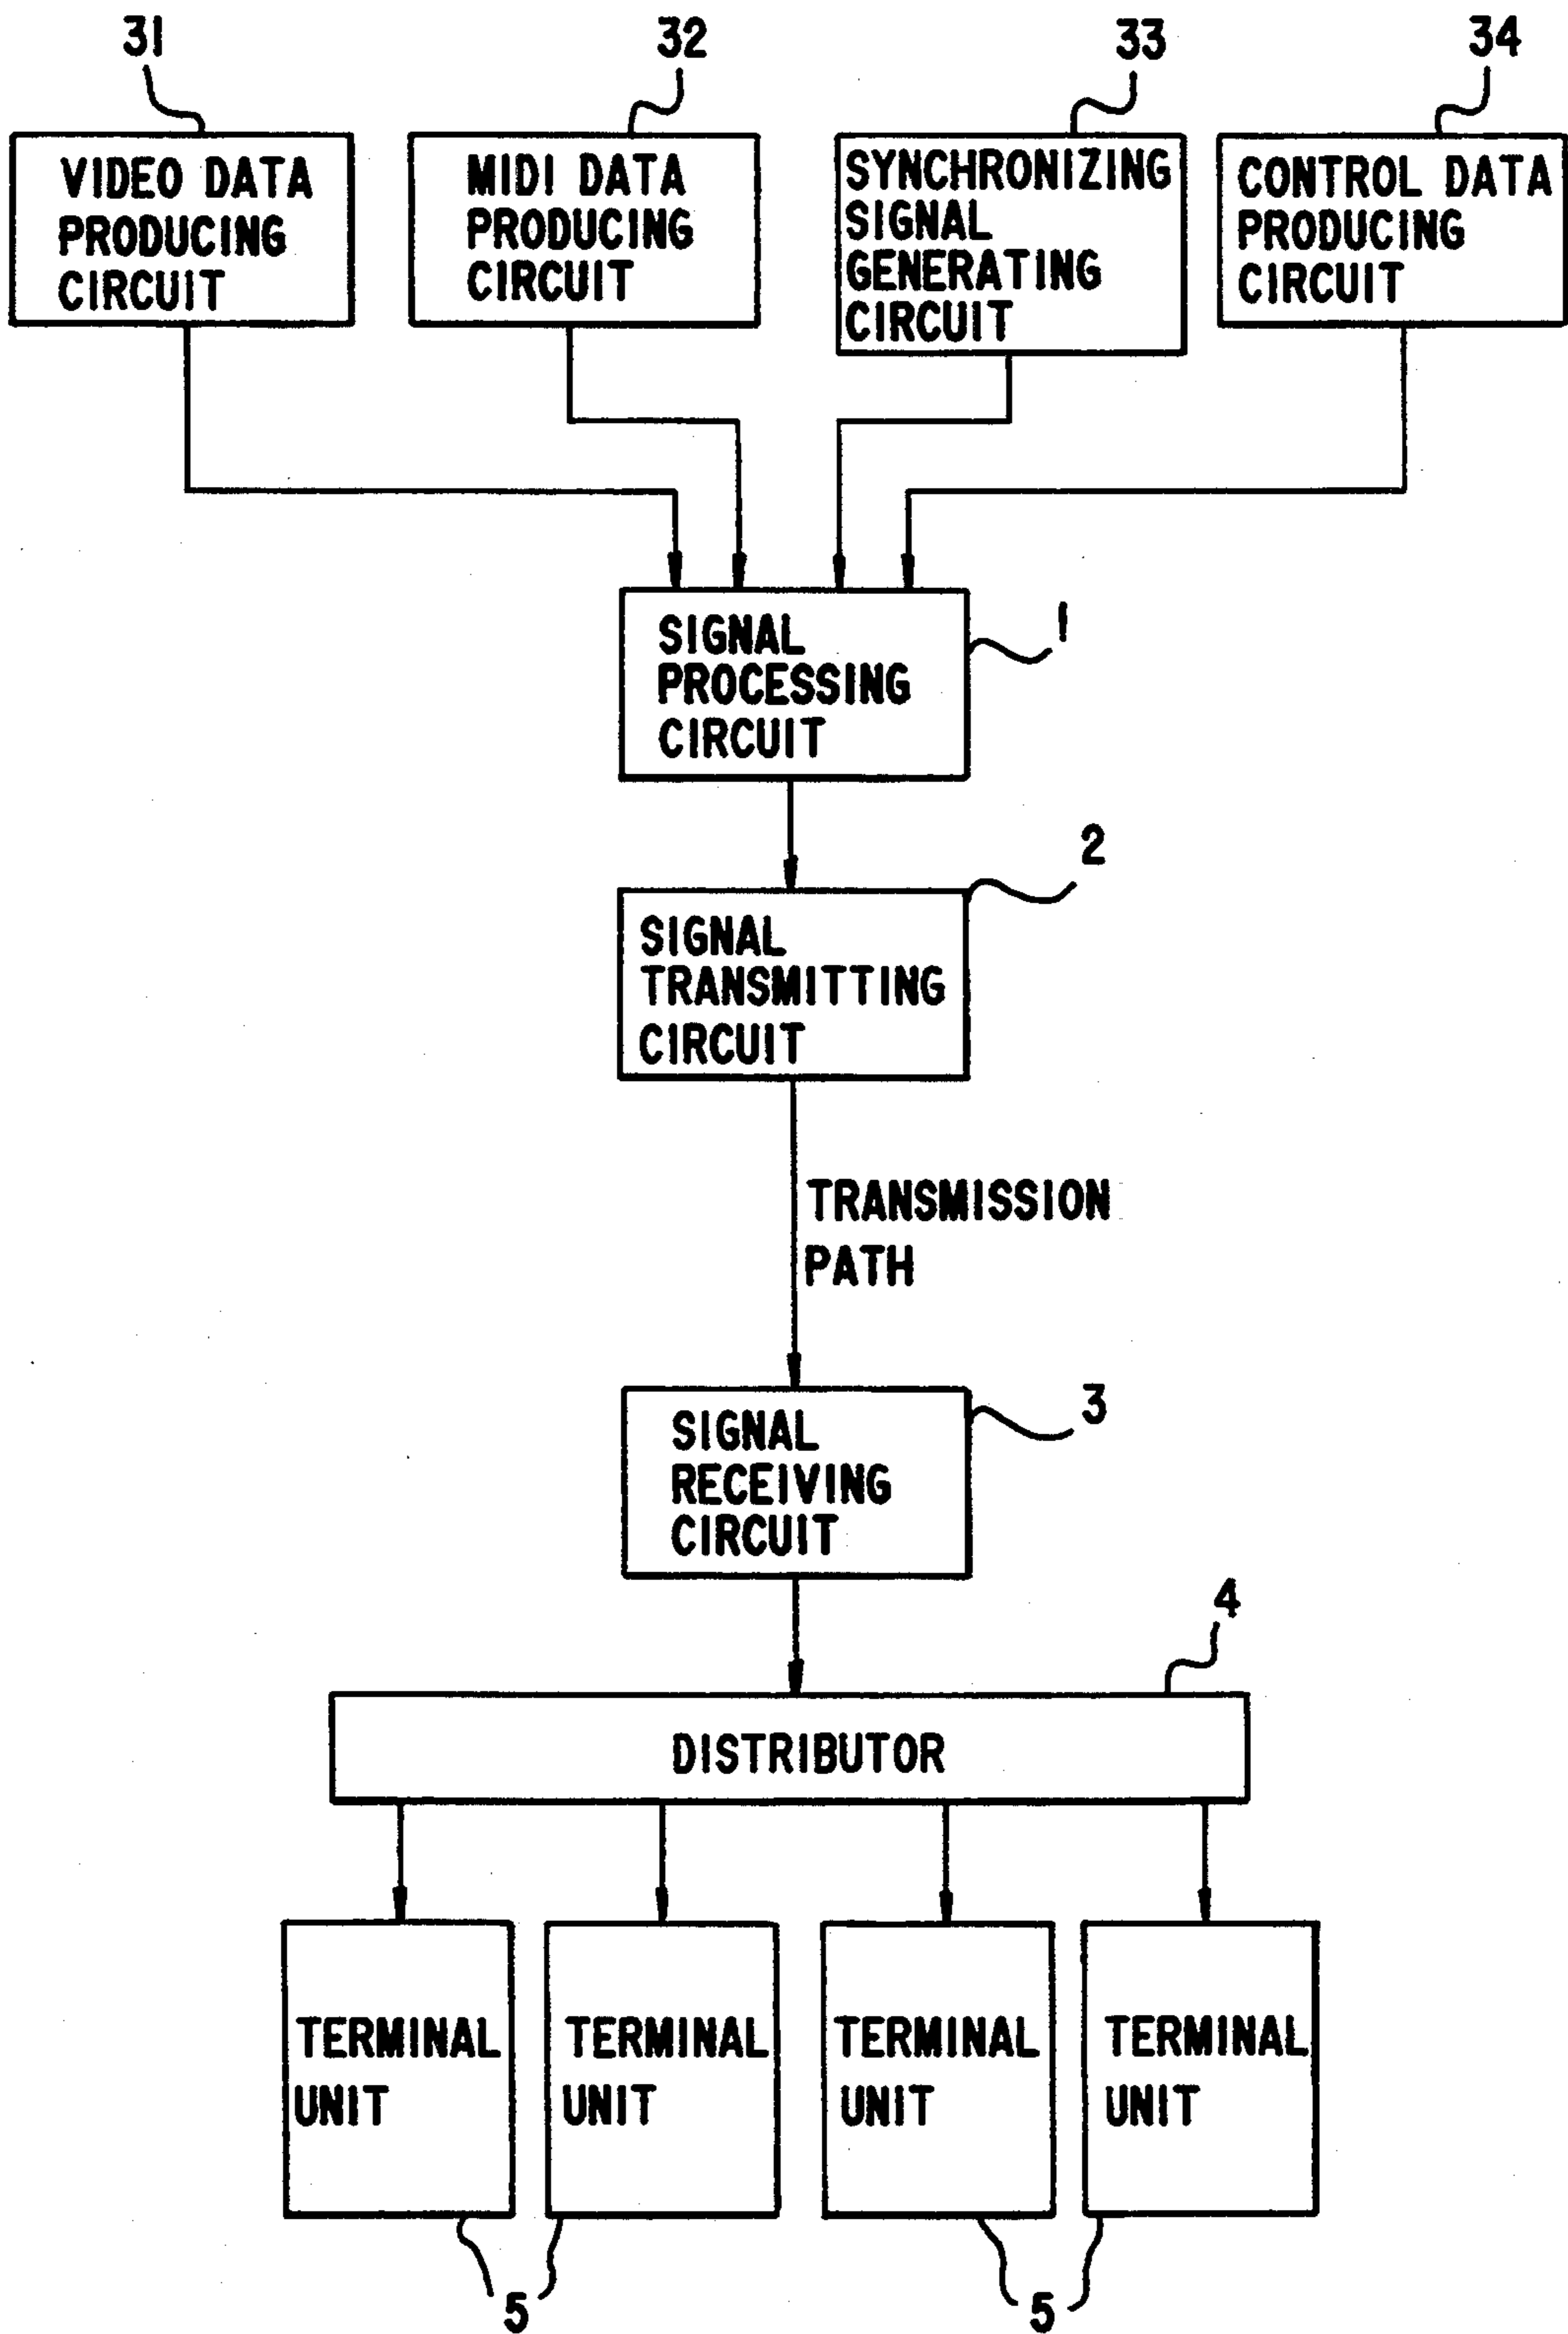 31
32
33
34
VIDEO DATA
PRODUCING
CIRCUIT
MIDI DATA
PRODUCING
CIRCUIT
SYNCHRONIZING
SIGNAL
GENERATING
CIRCUIT
CONTROL DATA
PRODUCING
CIRCUIT
SIGNAL
PROCESSING
CIRCUIT
1
SIGNAL
TRANSMITTING
CIRCUIT
2
TRANSMISSION
PATH
SIGNAL
RECEIVING
CIRCUIT
3
4
DISTRIBUTOR
TERMINAL
UNIT
TERMINAL
UNIT
TERMINAL
UNIT
TERMINAL
UNIT
5
5